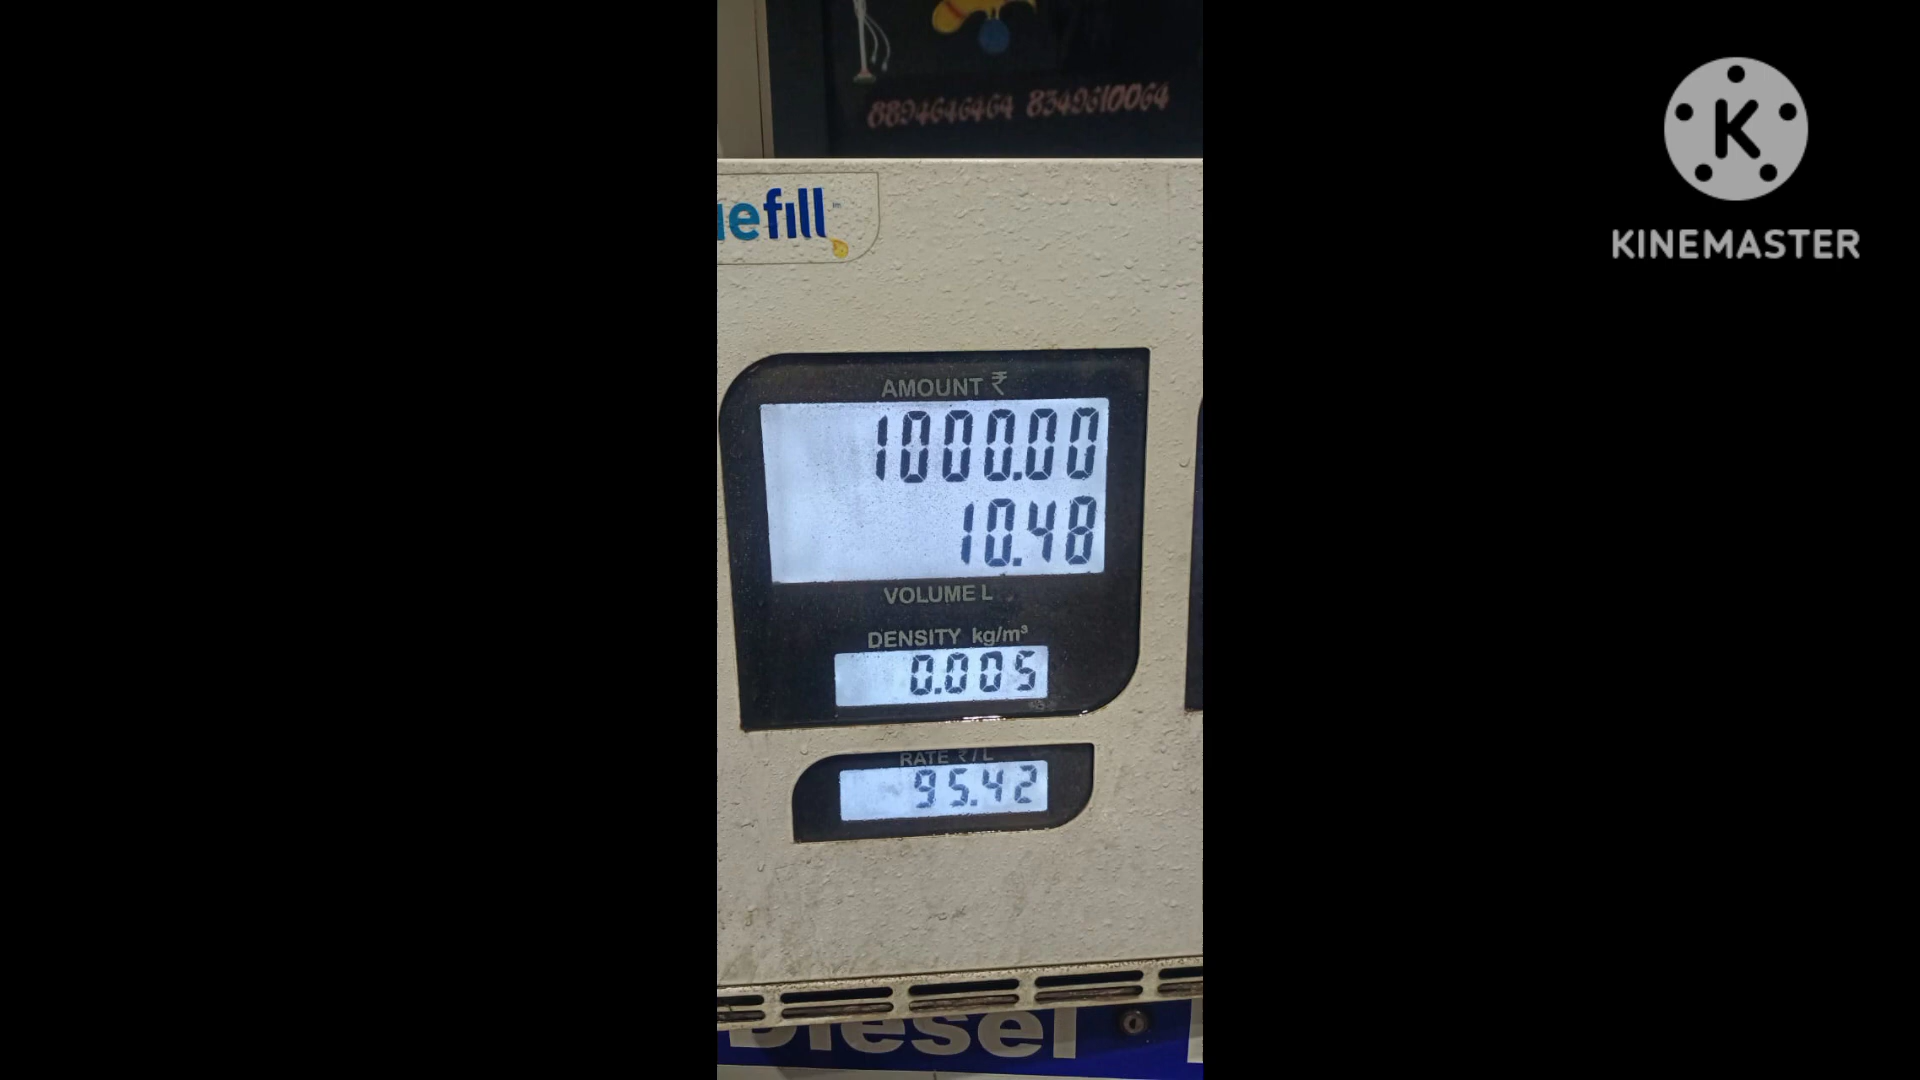 8894646464 8349610064
efill
KINEMASTER
AMOUNT ₹
1000.00
10.48
VOLUME L
DENSITY kg/m³
0.005
RATE ₹/L
95.42
Diesel